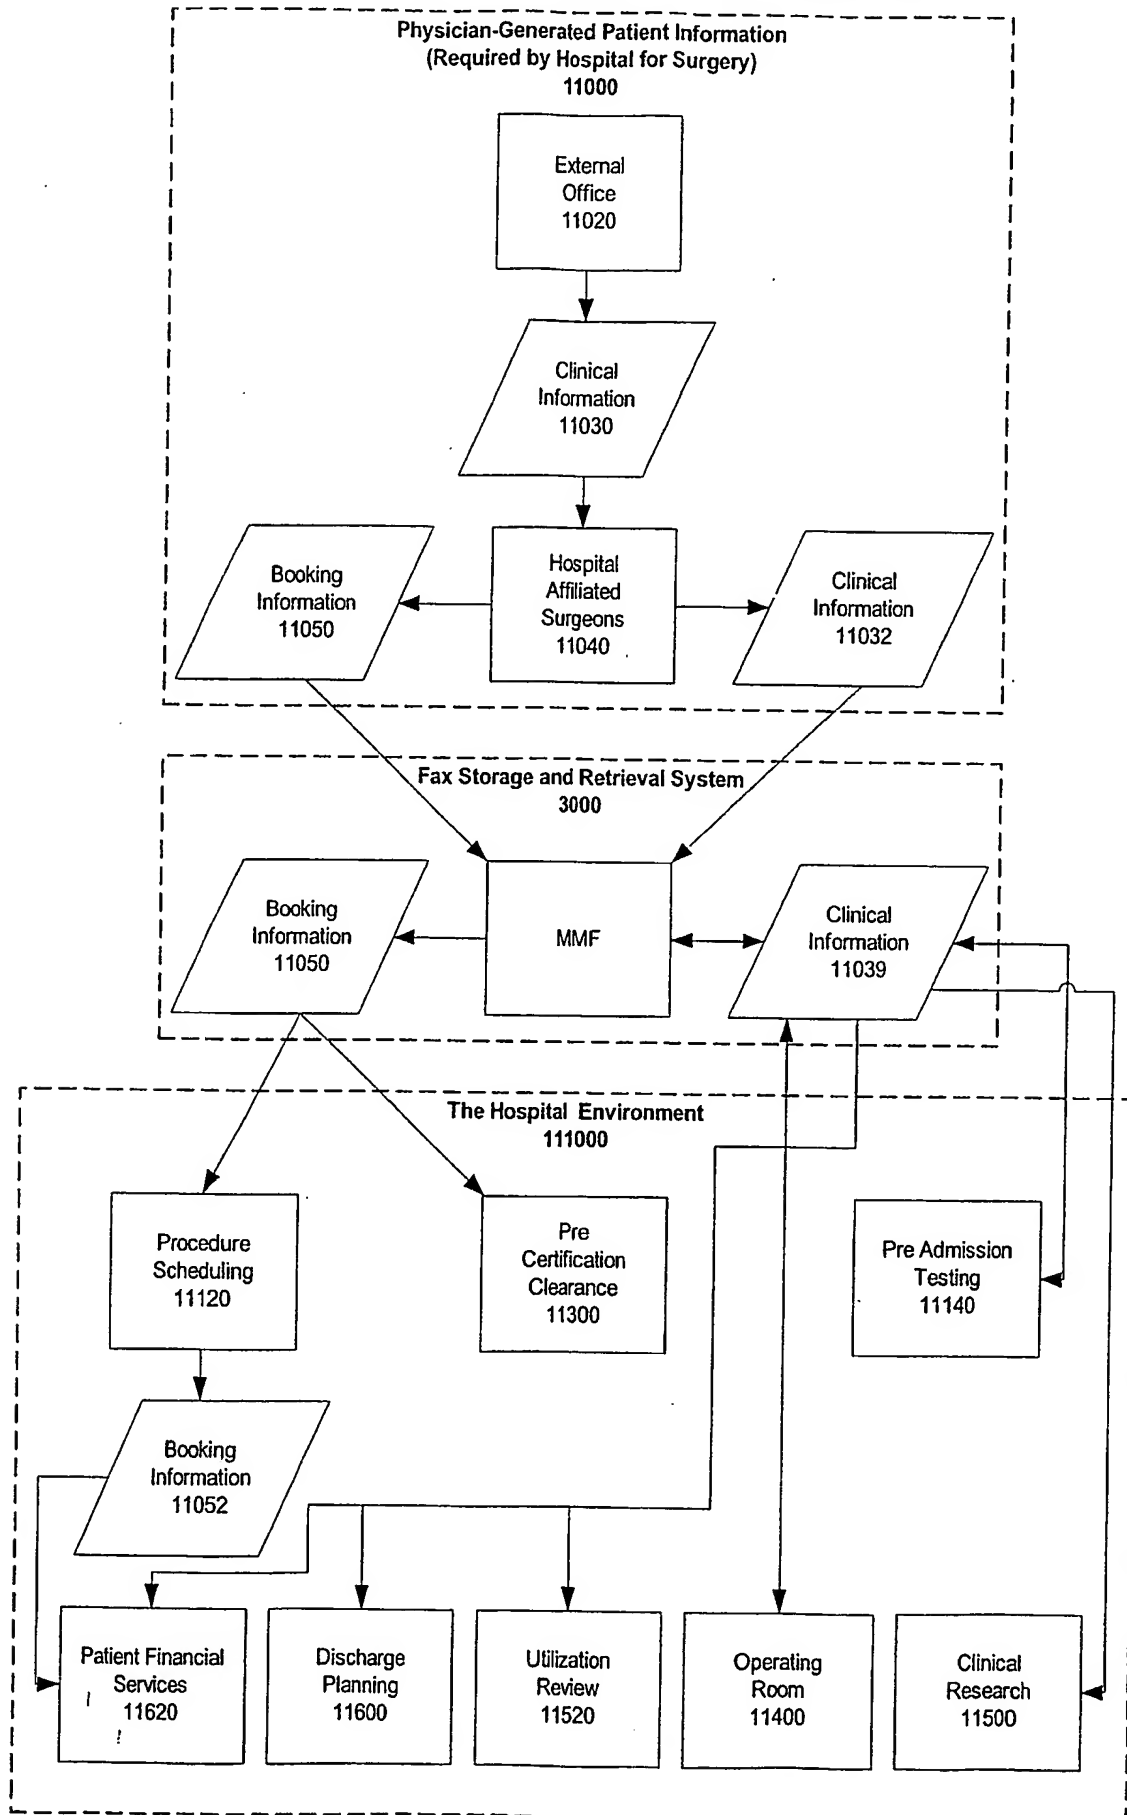 Physician-Generated Patient Information
(Required by Hospital for Surgery)
11000
External
Office
11020
Clinical
Information
11030
Booking
Information
11050
Hospital
Affiliated
Surgeons
11040
Clinical
Information
11032
Fax Storage and Retrieval System
3000
Booking
Information
11050
MMF
Clinical
Information
11039
The Hospital Environment
111000
Procedure
Scheduling
11120
Pre
Certification
Clearance
11300
Pre Admission
Testing
11140
Booking
Information
11052
Patient Financial
Services
11620
Discharge
Planning
11600
Utilization
Review
11520
Operating
Room
11400
Clinical
Research
11500